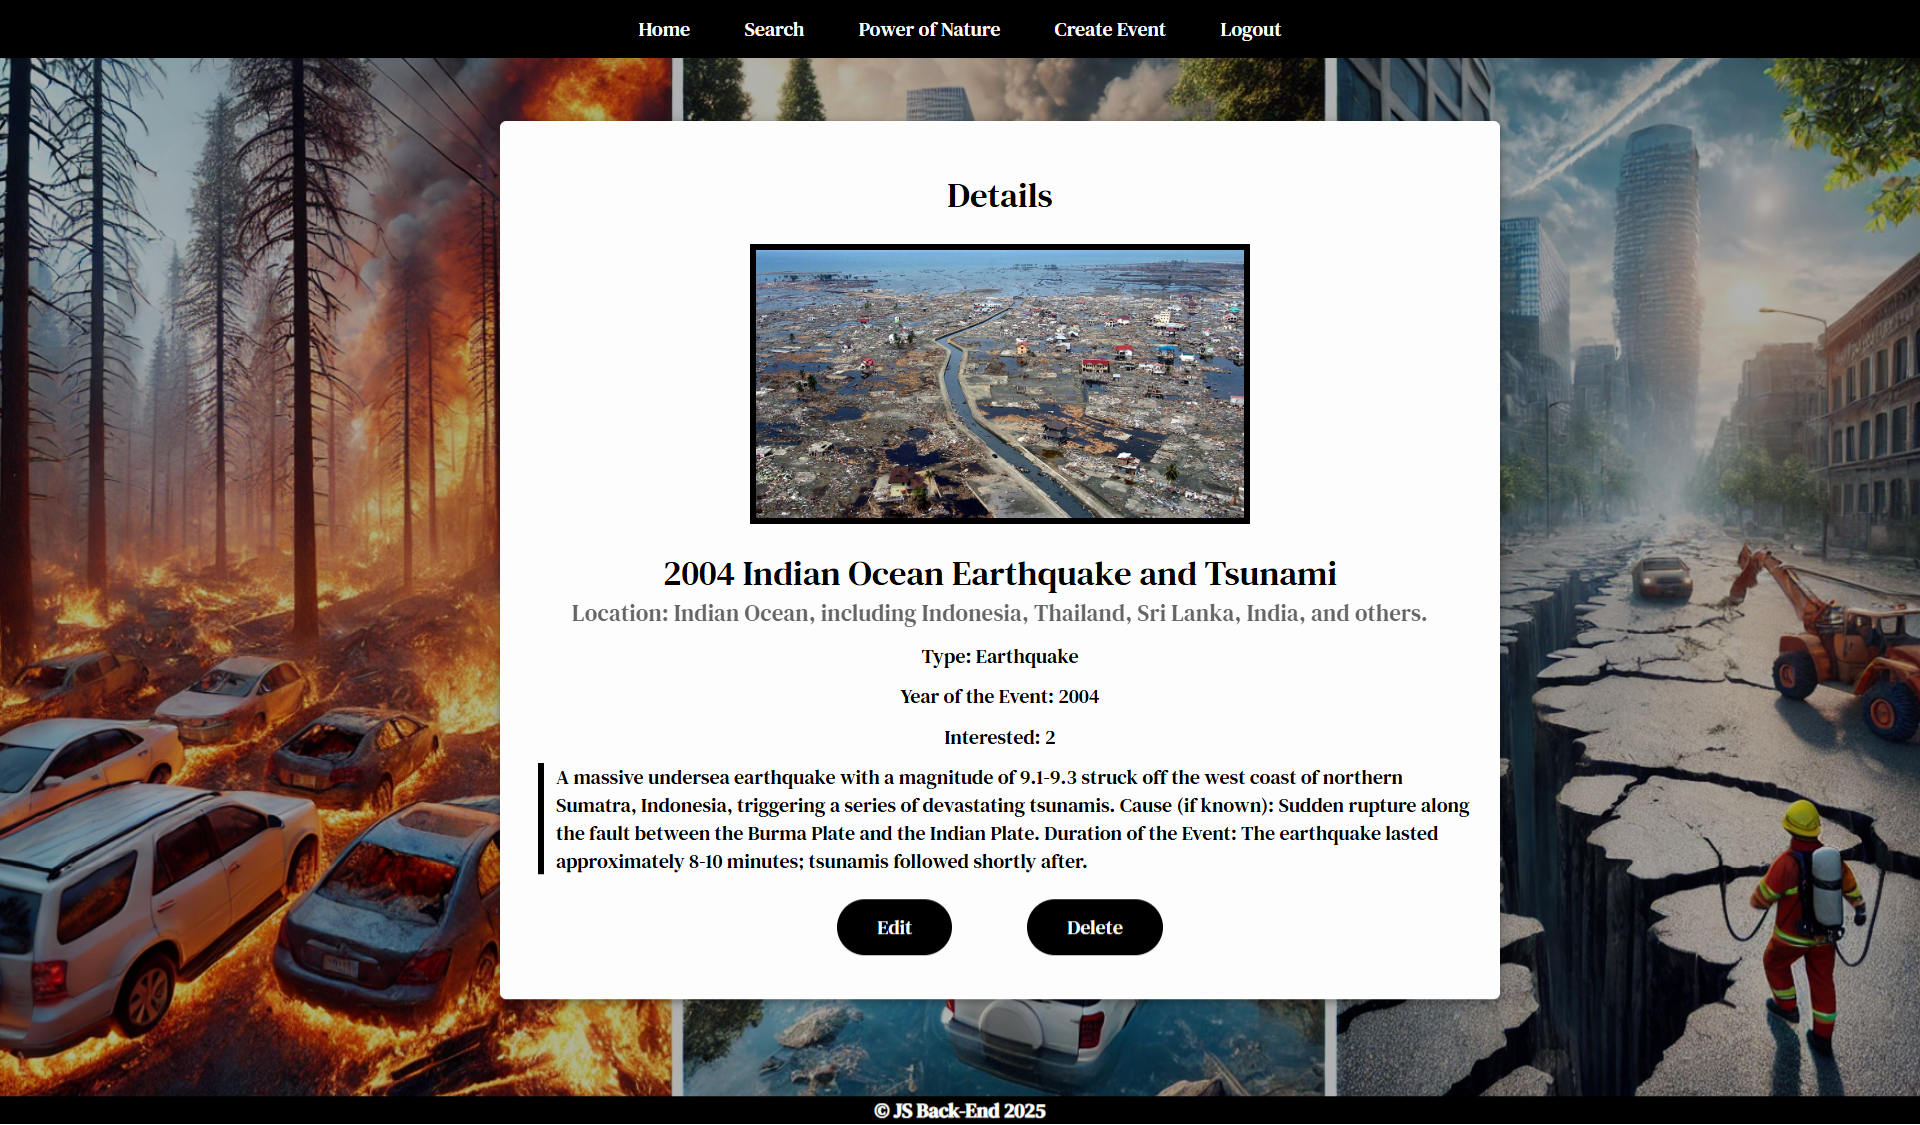 Home Search Power of Nature Create Event Logout
Details
2004 Indian Ocean Earthquake and Tsunami
Location: Indian Ocean, including Indonesia, Thailand, Sri Lanka, India, and others.
Type: Earthquake
Year of the Event: 2004
Interested: 2
A massive undersea earthquake with a magnitude of 9.1-9.3 struck off the west coast of northern
Sumatra, Indonesia, triggering a series of devastating tsunamis. Cause (if known): Sudden rupture along
the fault between the Burma Plate and the Indian Plate. Duration of the Event: The earthquake lasted
approximately 8-10 minutes; tsunamis followed shortly after.
Edit Delete
© JS Back-End 2025